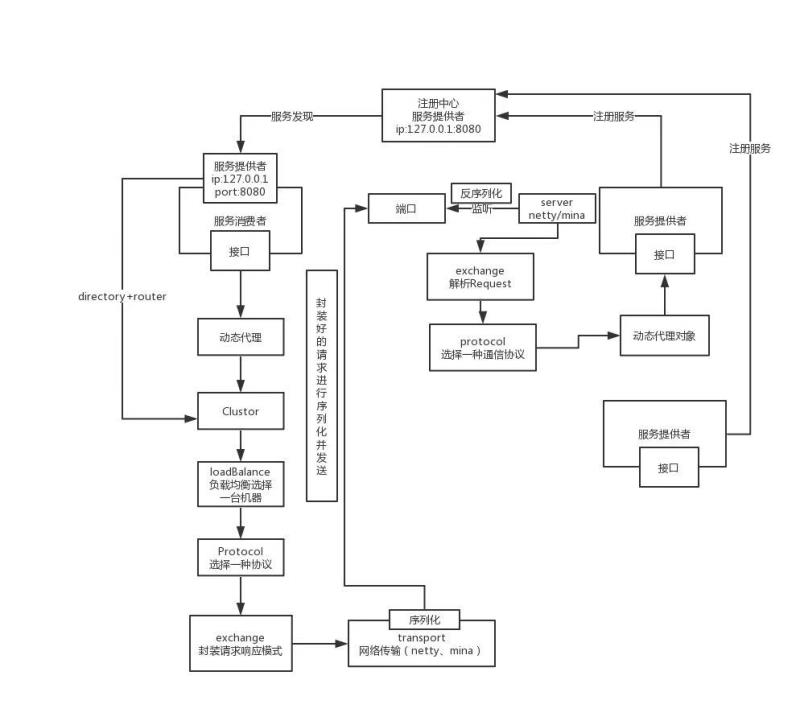 注册中心
服务提供者
ip:127.0.0.1:8080
服务发现
注册服务
注册服务
服务提供者
ip:127.0.0.1
port:8080
服务消费者
接口
反序列化
端口
监听
server
netty/mina
服务提供者
接口
exchange
解析Request
directory+router
封装好的请求进行序列化并发送
动态代理
protocol
选择一种通信协议
动态代理对象
Clustor
服务提供者
接口
loadBalance
负载均衡选择
一台机器
Protocol
选择一种协议
exchange
封装请求响应模式
序列化
transport
网络传输（netty、mina）